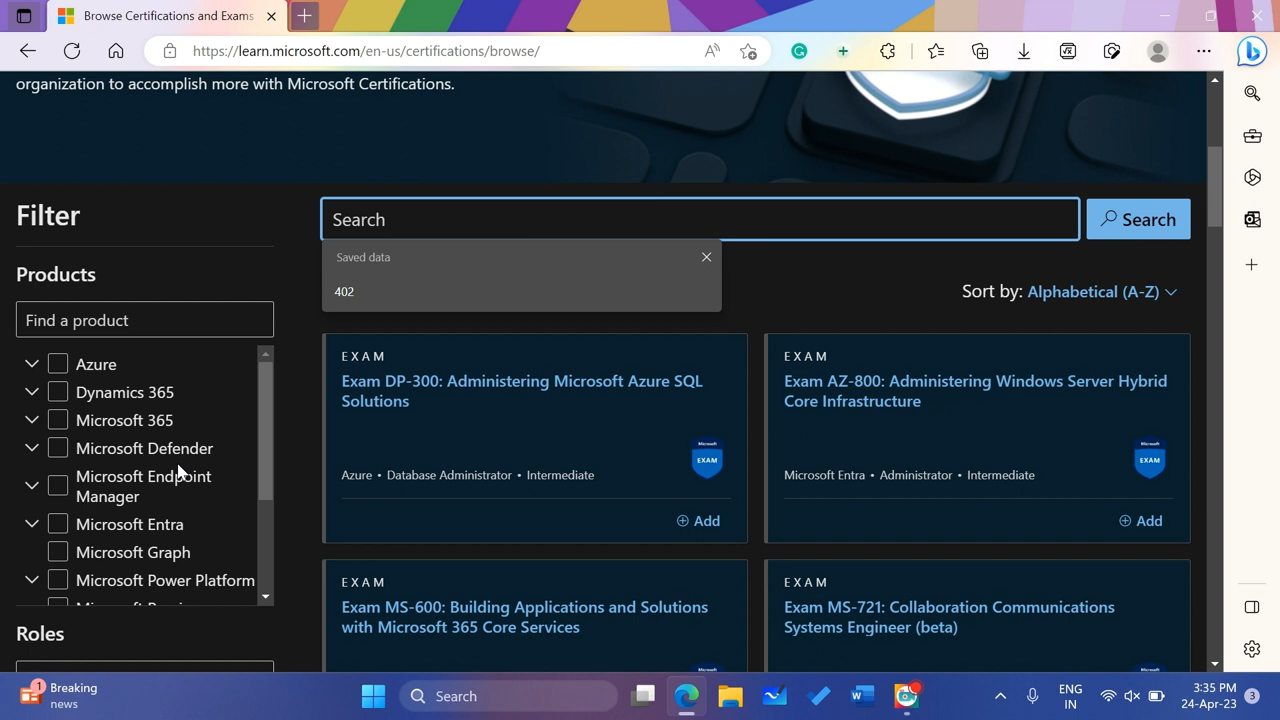 Browse Certifications and Exams
https://learn.microsoft.com/en-us/certifications/browse/
organization to accomplish more with Microsoft Certifications.
Filter
Search
Search
Saved data
402
Products
Find a product
Sort by: Alphabetical (A-Z)
Azure
Dynamics 365
Microsoft 365
Microsoft Defender
Microsoft Endpoint
Manager
Microsoft Entra
Microsoft Graph
Microsoft Power Platform
Roles
EXAM
Exam DP-300: Administering Microsoft Azure SQL
Solutions
Microsoft
EXAM
Azure • Database Administrator • Intermediate
Add
EXAM
Exam AZ-800: Administering Windows Server Hybrid
Core Infrastructure
Microsoft
EXAM
Microsoft Entra • Administrator • Intermediate
Add
EXAM
Exam MS-600: Building Applications and Solutions
with Microsoft 365 Core Services
EXAM
Exam MS-721: Collaboration Communications
Systems Engineer (beta)
1
Breaking
news
Search
ENG
IN
3:35 PM
24-Apr-23
3